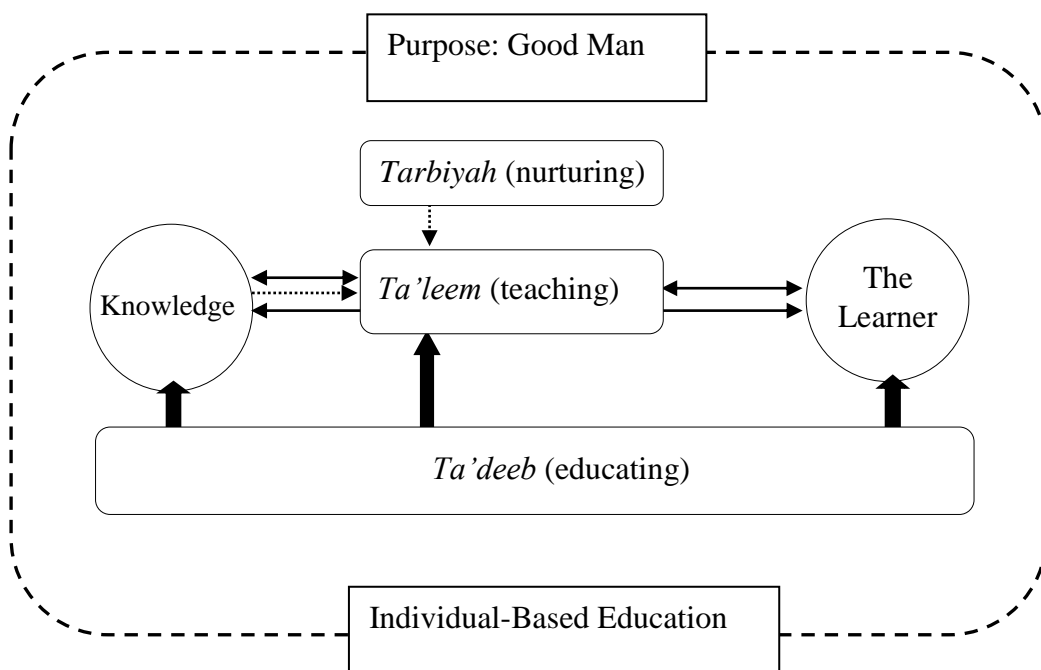 Purpose: Good Man
Tarbiyah (nurturing)
Knowledge
Ta’leem (teaching)
The
Learner
Ta’deeb (educating)
Individual-Based Education